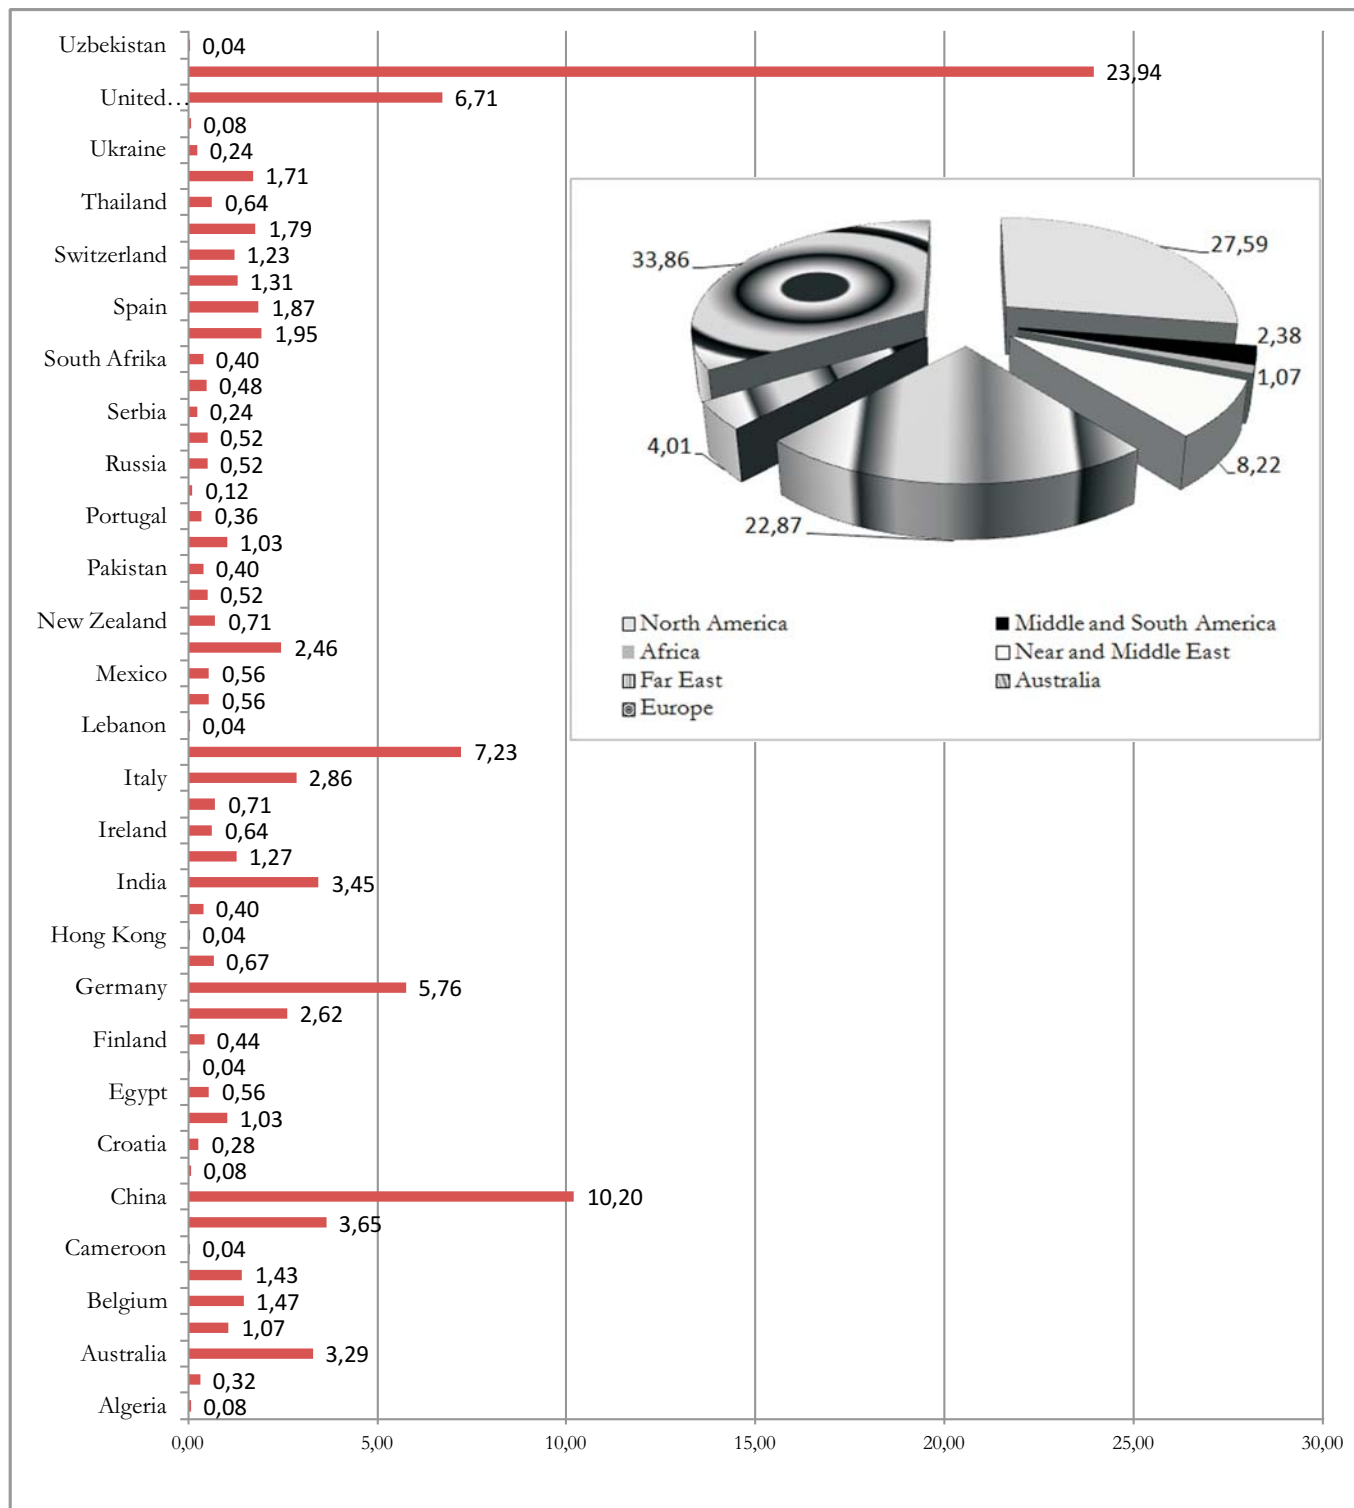 Uzbekistan 0,04
23,94
United… 6,71
0,08
Ukraine 0,24
1,71
Thailand 0,64
1,79
Switzerland 1,23
1,31
Spain 1,87
1,95
South Afrika 0,40
0,48
Serbia 0,24
0,52
Russia 0,52
0,12
Portugal 0,36
1,03
Pakistan 0,40
0,52
New Zealand 0,71
2,46
Mexico 0,56
0,56
Lebanon 0,04
7,23
Italy 2,86
0,71
Ireland 0,64
1,27
India 3,45
0,40
Hong Kong 0,04
0,67
Germany 5,76
2,62
Finland 0,44
0,04
Egypt 0,56
1,03
Croatia 0,28
0,08
China 10,20
3,65
Cameroon 0,04
1,43
Belgium 1,47
1,07
Australia 3,29
0,32
Algeria 0,08
0,00 5,00 10,00 15,00 20,00 25,00 30,00
33,86
27,59
2,38
1,07
8,22
22,87
4,01
North America
Middle and South America
Africa
Near and Middle East
Far East
Australia
Europe